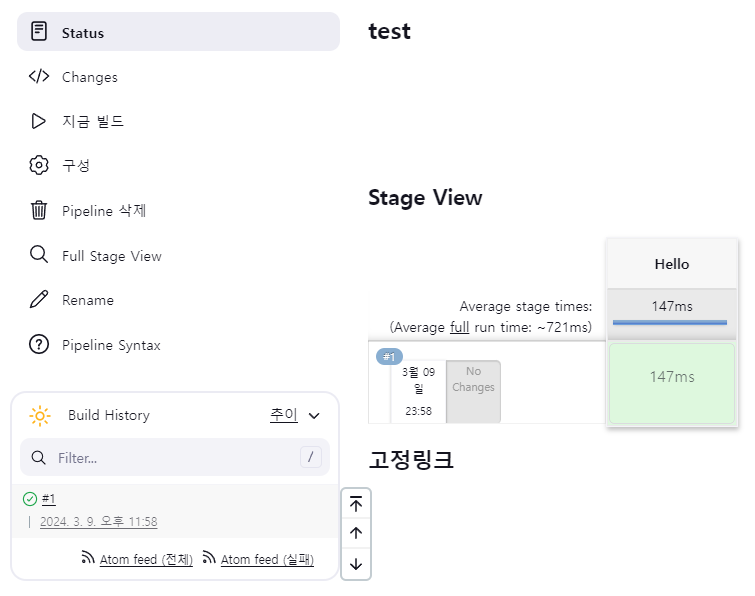 Status
Changes
지금 빌드
구성
Pipeline 삭제
Full Stage View
Rename
Pipeline Syntax
Build History 추이
Filter... /
#1
2024. 3. 9. 오후 11:58
Atom feed (전체) Atom feed (실패)
test
Stage View
Hello
Average stage times:
(Average full run time: ~721ms)
147ms
#1
3월 09
일
23:58
No
Changes
147ms
고정링크